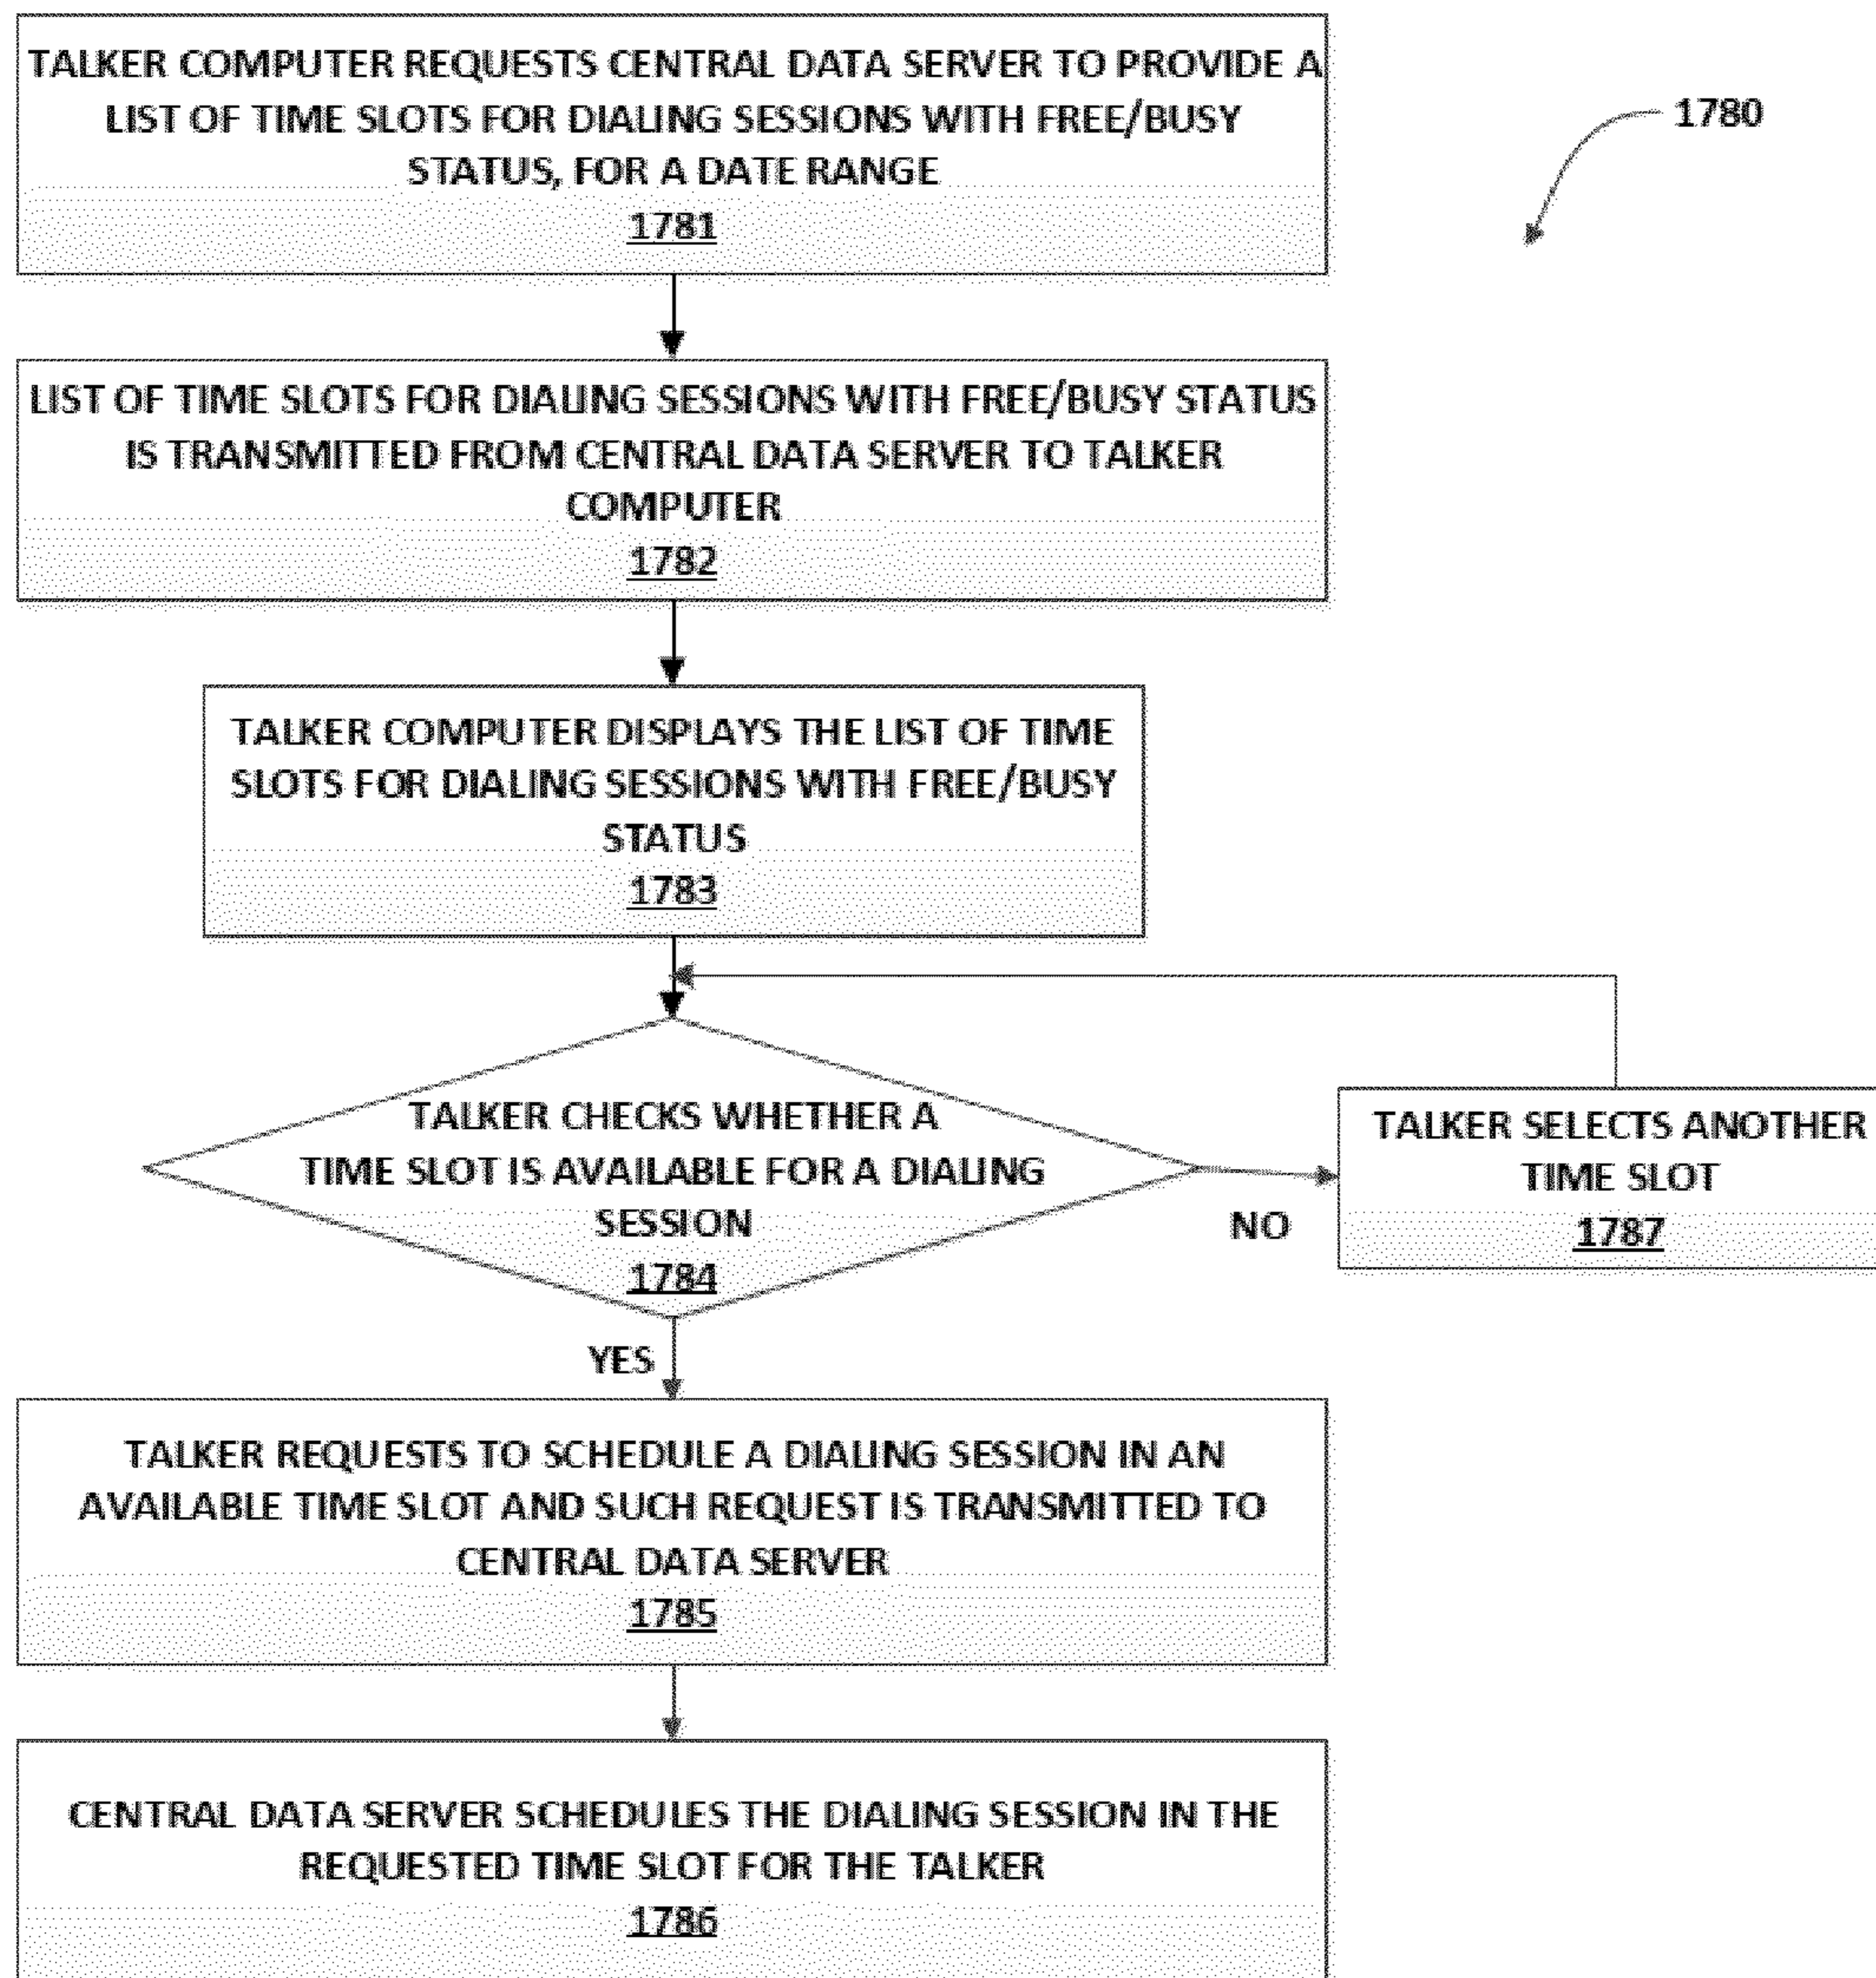 TALKER COMPUTER REQUESTS CENTRAL DATA SERVER TO PROVIDE A
LIST OF TIME SLOTS FOR DIALING SESSIONS WITH FREE/BUSY
STATUS, FOR A DATE RANGE
1781
1780
LIST OF TIME SLOTS FOR DIALING SESSIONS WITH FREE/BUSY STATUS
IS TRANSMITTED FROM CENTRAL DATA SERVER TO TALKER
COMPUTER
1782
TALKER COMPUTER DISPLAYS THE LIST OF TIME
SLOTS FOR DIALING SESSIONS WITH FREE/BUSY
STATUS
1783
TALKER CHECKS WHETHER A
TIME SLOT IS AVAILABLE FOR A DIALING
SESSION
1784
NO
TALKER SELECTS ANOTHER
TIME SLOT
1787
YES
TALKER REQUESTS TO SCHEDULE A DIALING SESSION IN AN
AVAILABLE TIME SLOT AND SUCH REQUEST IS TRANSMITTED TO
CENTRAL DATA SERVER
1785
CENTRAL DATA SERVER SCHEDULES THE DIALING SESSION IN THE
REQUESTED TIME SLOT FOR THE TALKER
1786